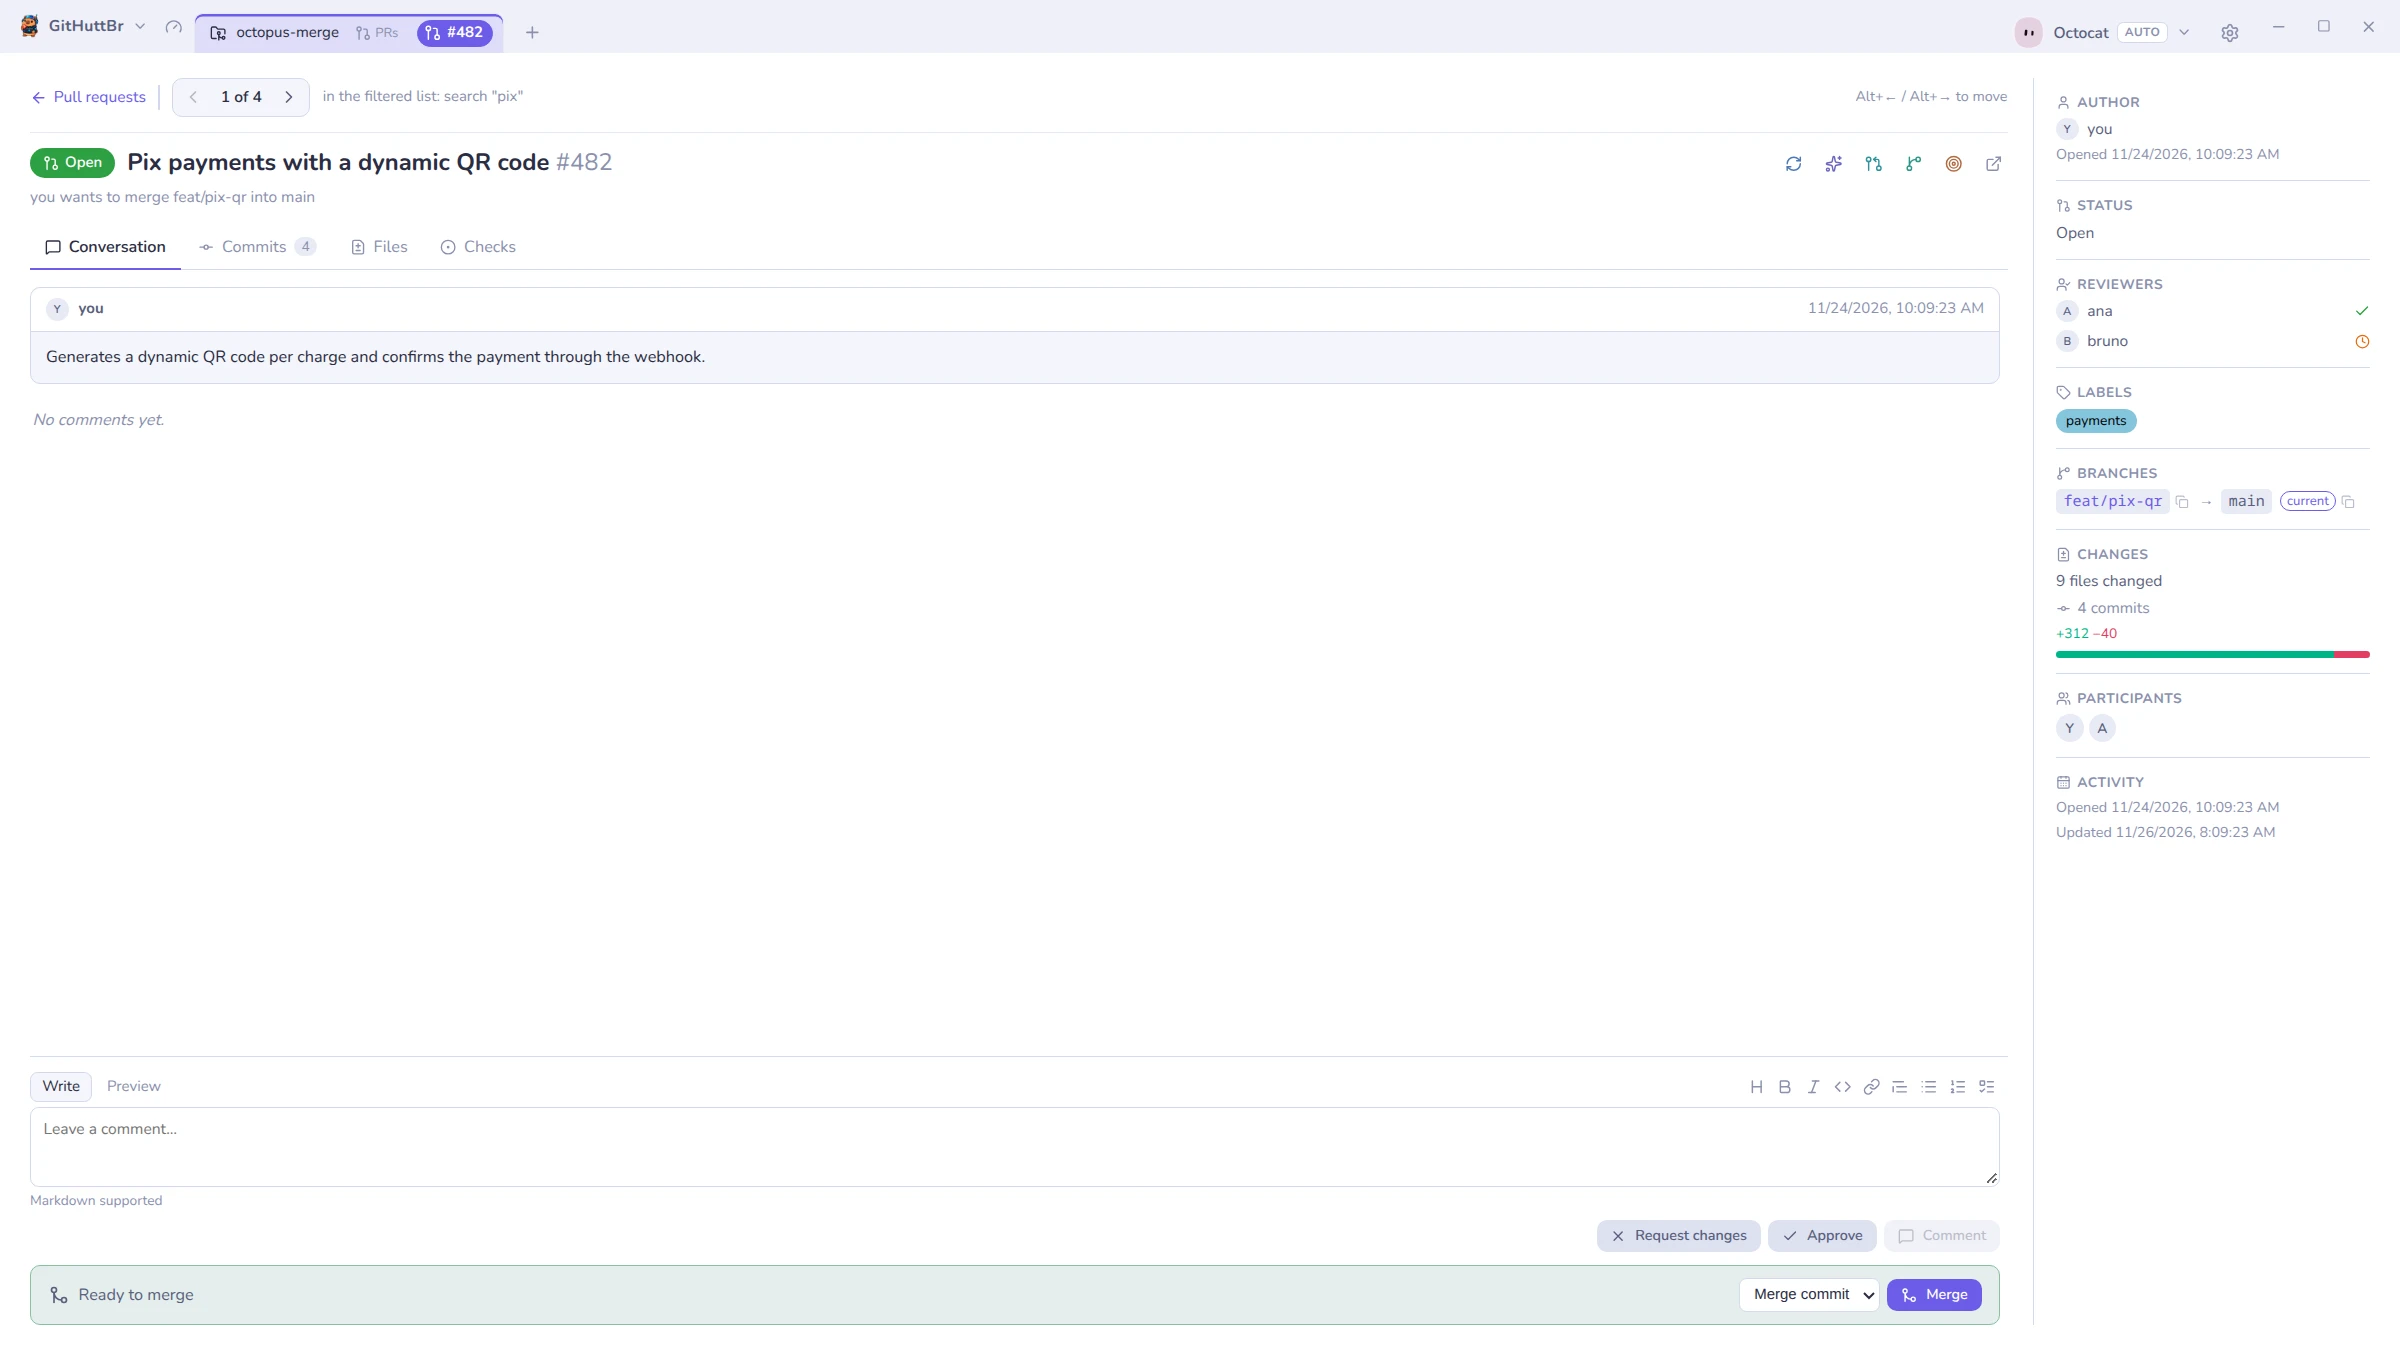 GitHuttBr
octopus-merge PRs #482
Octocat AUTO
Pull requests 1 of 4 in the filtered list: search "pix"
Alt+← / Alt+→ to move
Open Pix payments with a dynamic QR code #482
you wants to merge feat/pix-qr into main
Conversation Commits 4 Files Checks
Y you 11/24/2026, 10:09:23 AM
Generates a dynamic QR code per charge and confirms the payment through the webhook.
No comments yet.
Write Preview
Leave a comment...
Markdown supported
Request changes Approve Comment
Ready to merge
Merge commit Merge
AUTHOR
Y you
Opened 11/24/2026, 10:09:23 AM
STATUS
Open
REVIEWERS
A ana
B bruno
LABELS
payments
BRANCHES
feat/pix-qr → main current
CHANGES
9 files changed
4 commits
+312 −40
PARTICIPANTS
Y A
ACTIVITY
Opened 11/24/2026, 10:09:23 AM
Updated 11/26/2026, 8:09:23 AM